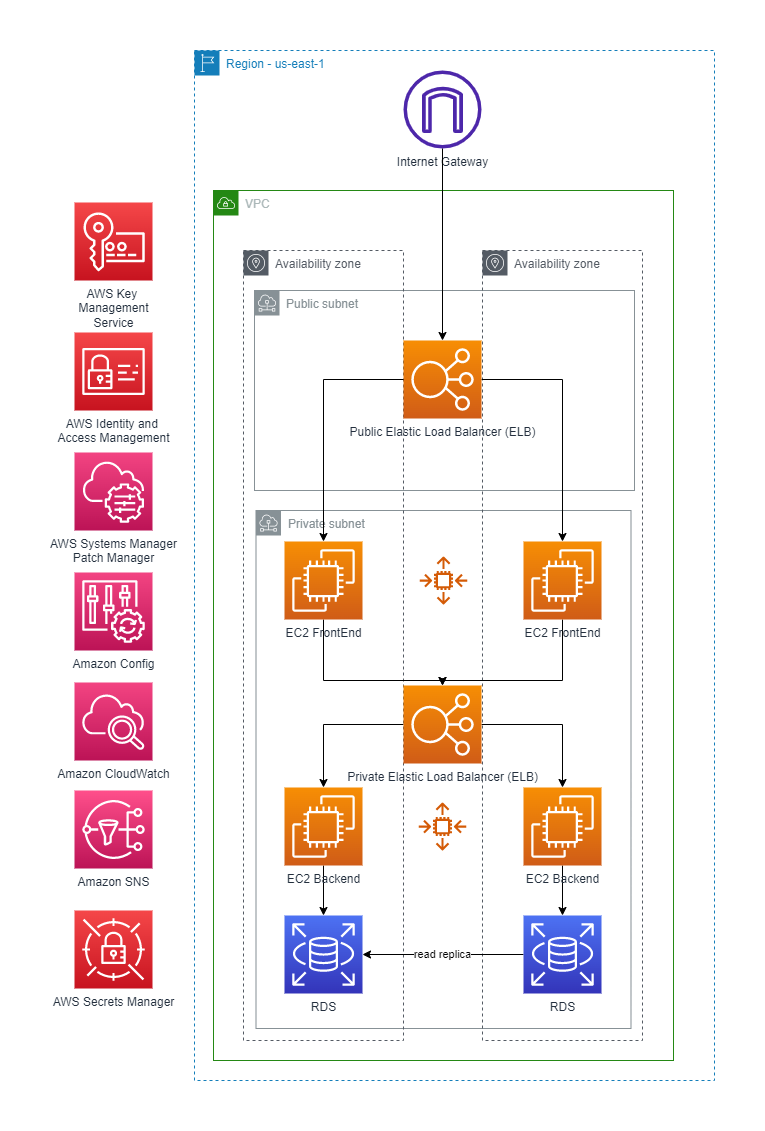 Region - us-east-1
Internet Gateway
VPC
AWS Key
Management
Service
Availability zone
Availability zone
Public subnet
AWS Identity and
Access Management
Public Elastic Load Balancer (ELB)
AWS Systems Manager
Patch Manager
Private subnet
EC2 FrontEnd
EC2 FrontEnd
Amazon Config
Amazon CloudWatch
Private Elastic Load Balancer (ELB)
Amazon SNS
EC2 Backend
EC2 Backend
read replica
AWS Secrets Manager
RDS
RDS